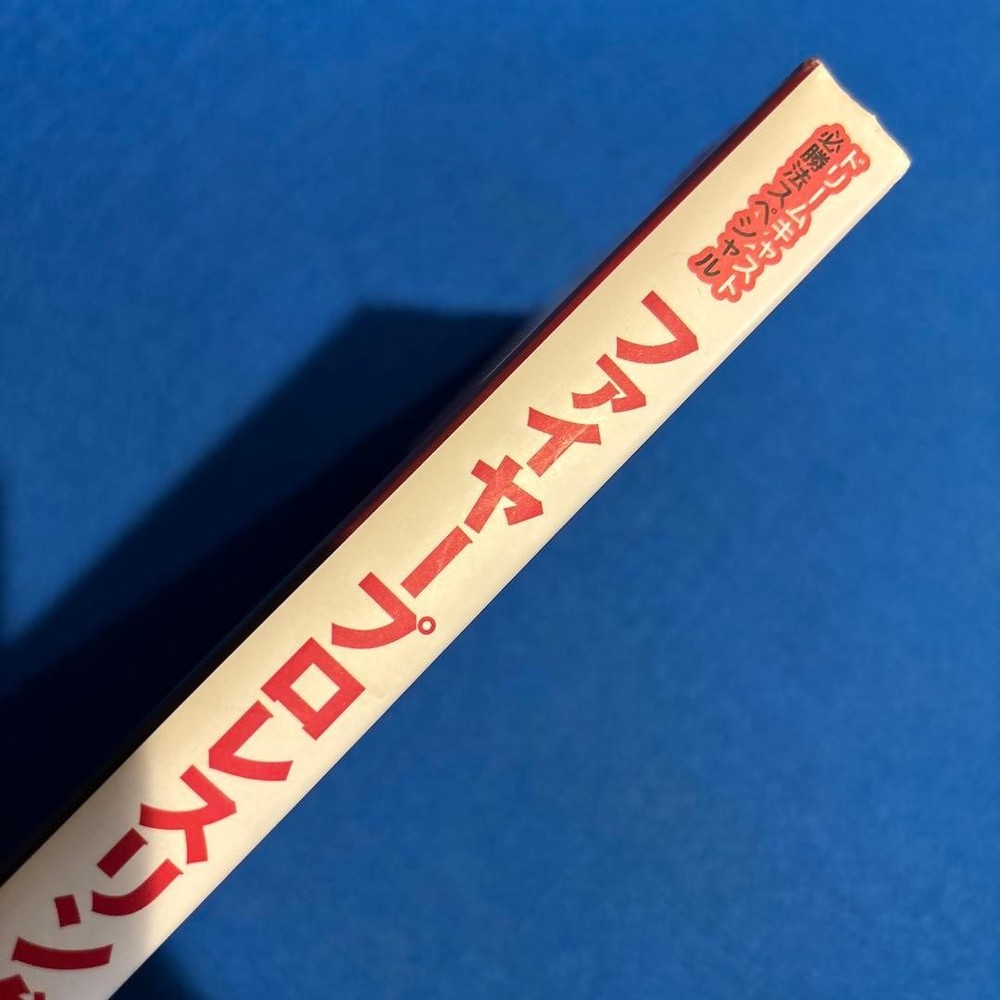 ドリームキャスト
必勝法スペシャル
ファイヤープロレスリン